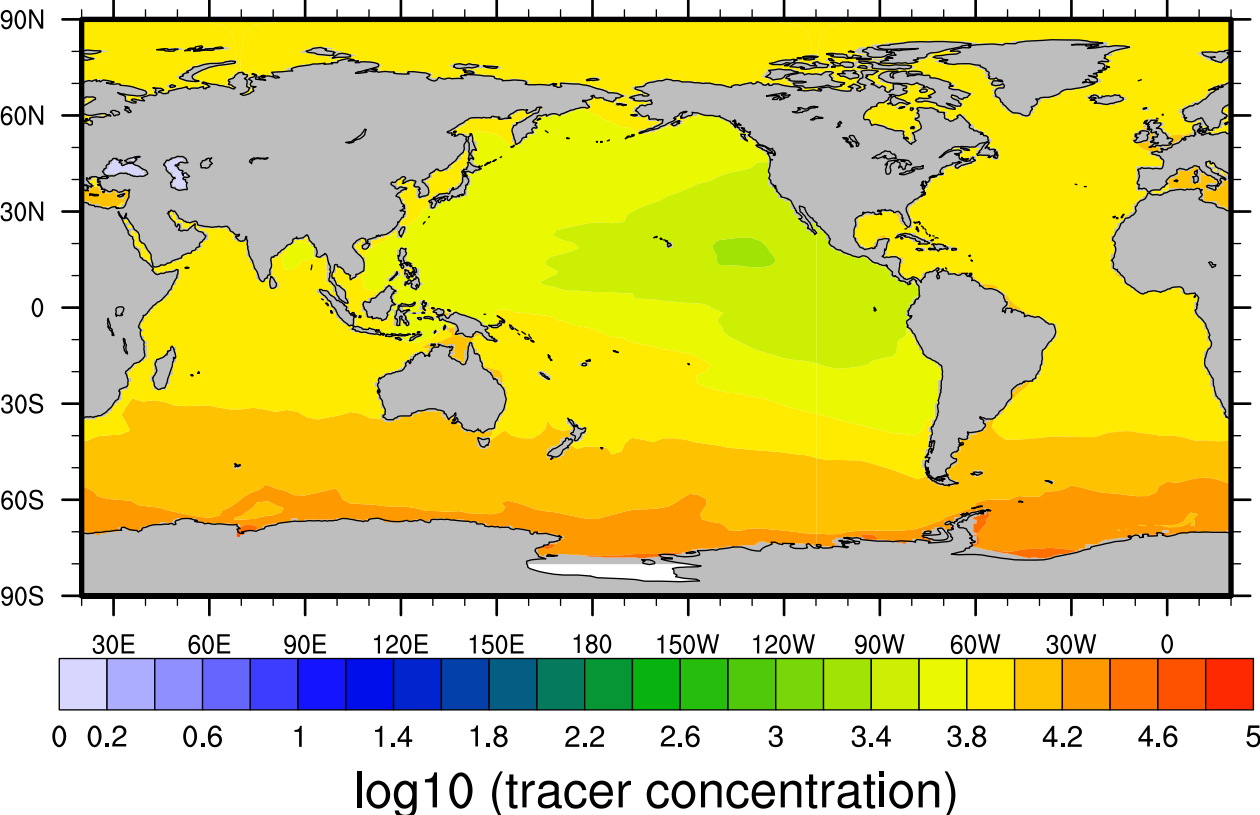 90N
60N
30N
0
30S
60S
90S
30E 60E 90E 120E 150E 180 150W 120W 90W 60W 30W 0
0 0.2 0.6 1 1.4 1.8 2.2 2.6 3 3.4 3.8 4.2 4.6 5
log10 (tracer concentration)